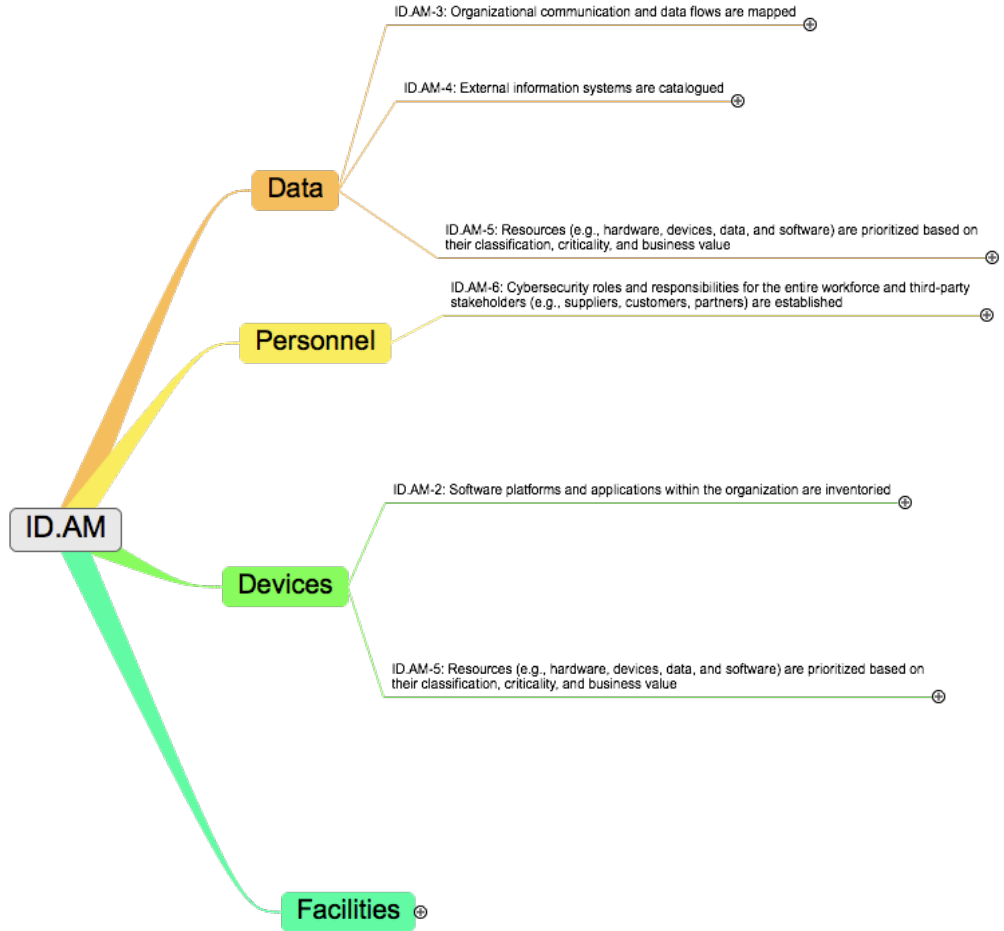 ID.AM-3: Organizational communication and data flows are mapped
ID.AM-4: External information systems are catalogued
Data
ID.AM-5: Resources (e.g., hardware, devices, data, and software) are prioritized based on
their classification, criticality, and business value
ID.AM-6: Cybersecurity roles and responsibilities for the entire workforce and third-party
stakeholders (e.g., suppliers, customers, partners) are established
Personnel
ID.AM-2: Software platforms and applications within the organization are inventoried
ID.AM
Devices
ID.AM-5: Resources (e.g., hardware, devices, data, and software) are prioritized based on
their classification, criticality, and business value
Facilities